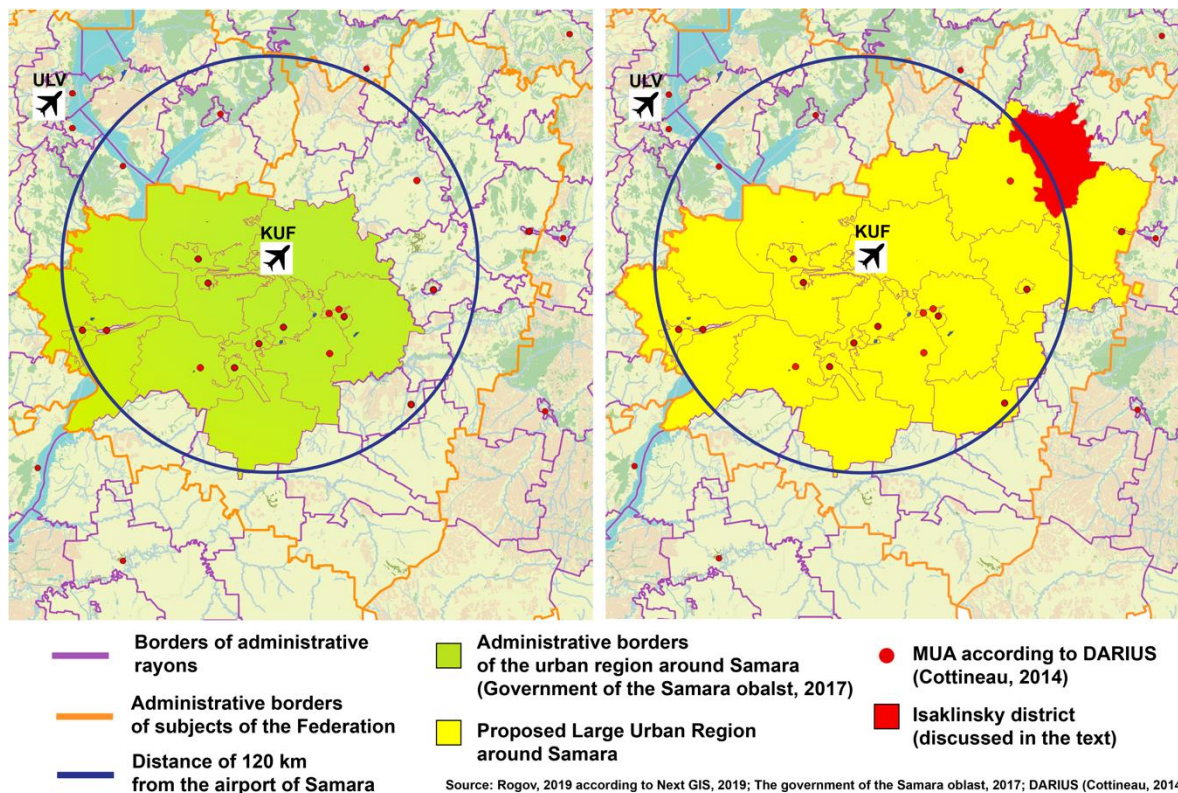 ULV
KUF
ULV
KUF
Borders of administrative
rayons
Administrative borders
of subjects of the Federation
Distance of 120 km
from the airport of Samara
Administrative borders
of the urban region around Samara
(Government of the Samara obalst, 2017)
Proposed Large Urban Region
around Samara
MUA according to DARIUS
(Cottineau, 2014)
Isaklinsky district
(discussed in the text)
Source: Rogov, 2019 according to Next GIS, 2019; The government of the Samara oblast, 2017; DARIUS (Cottineau, 2014